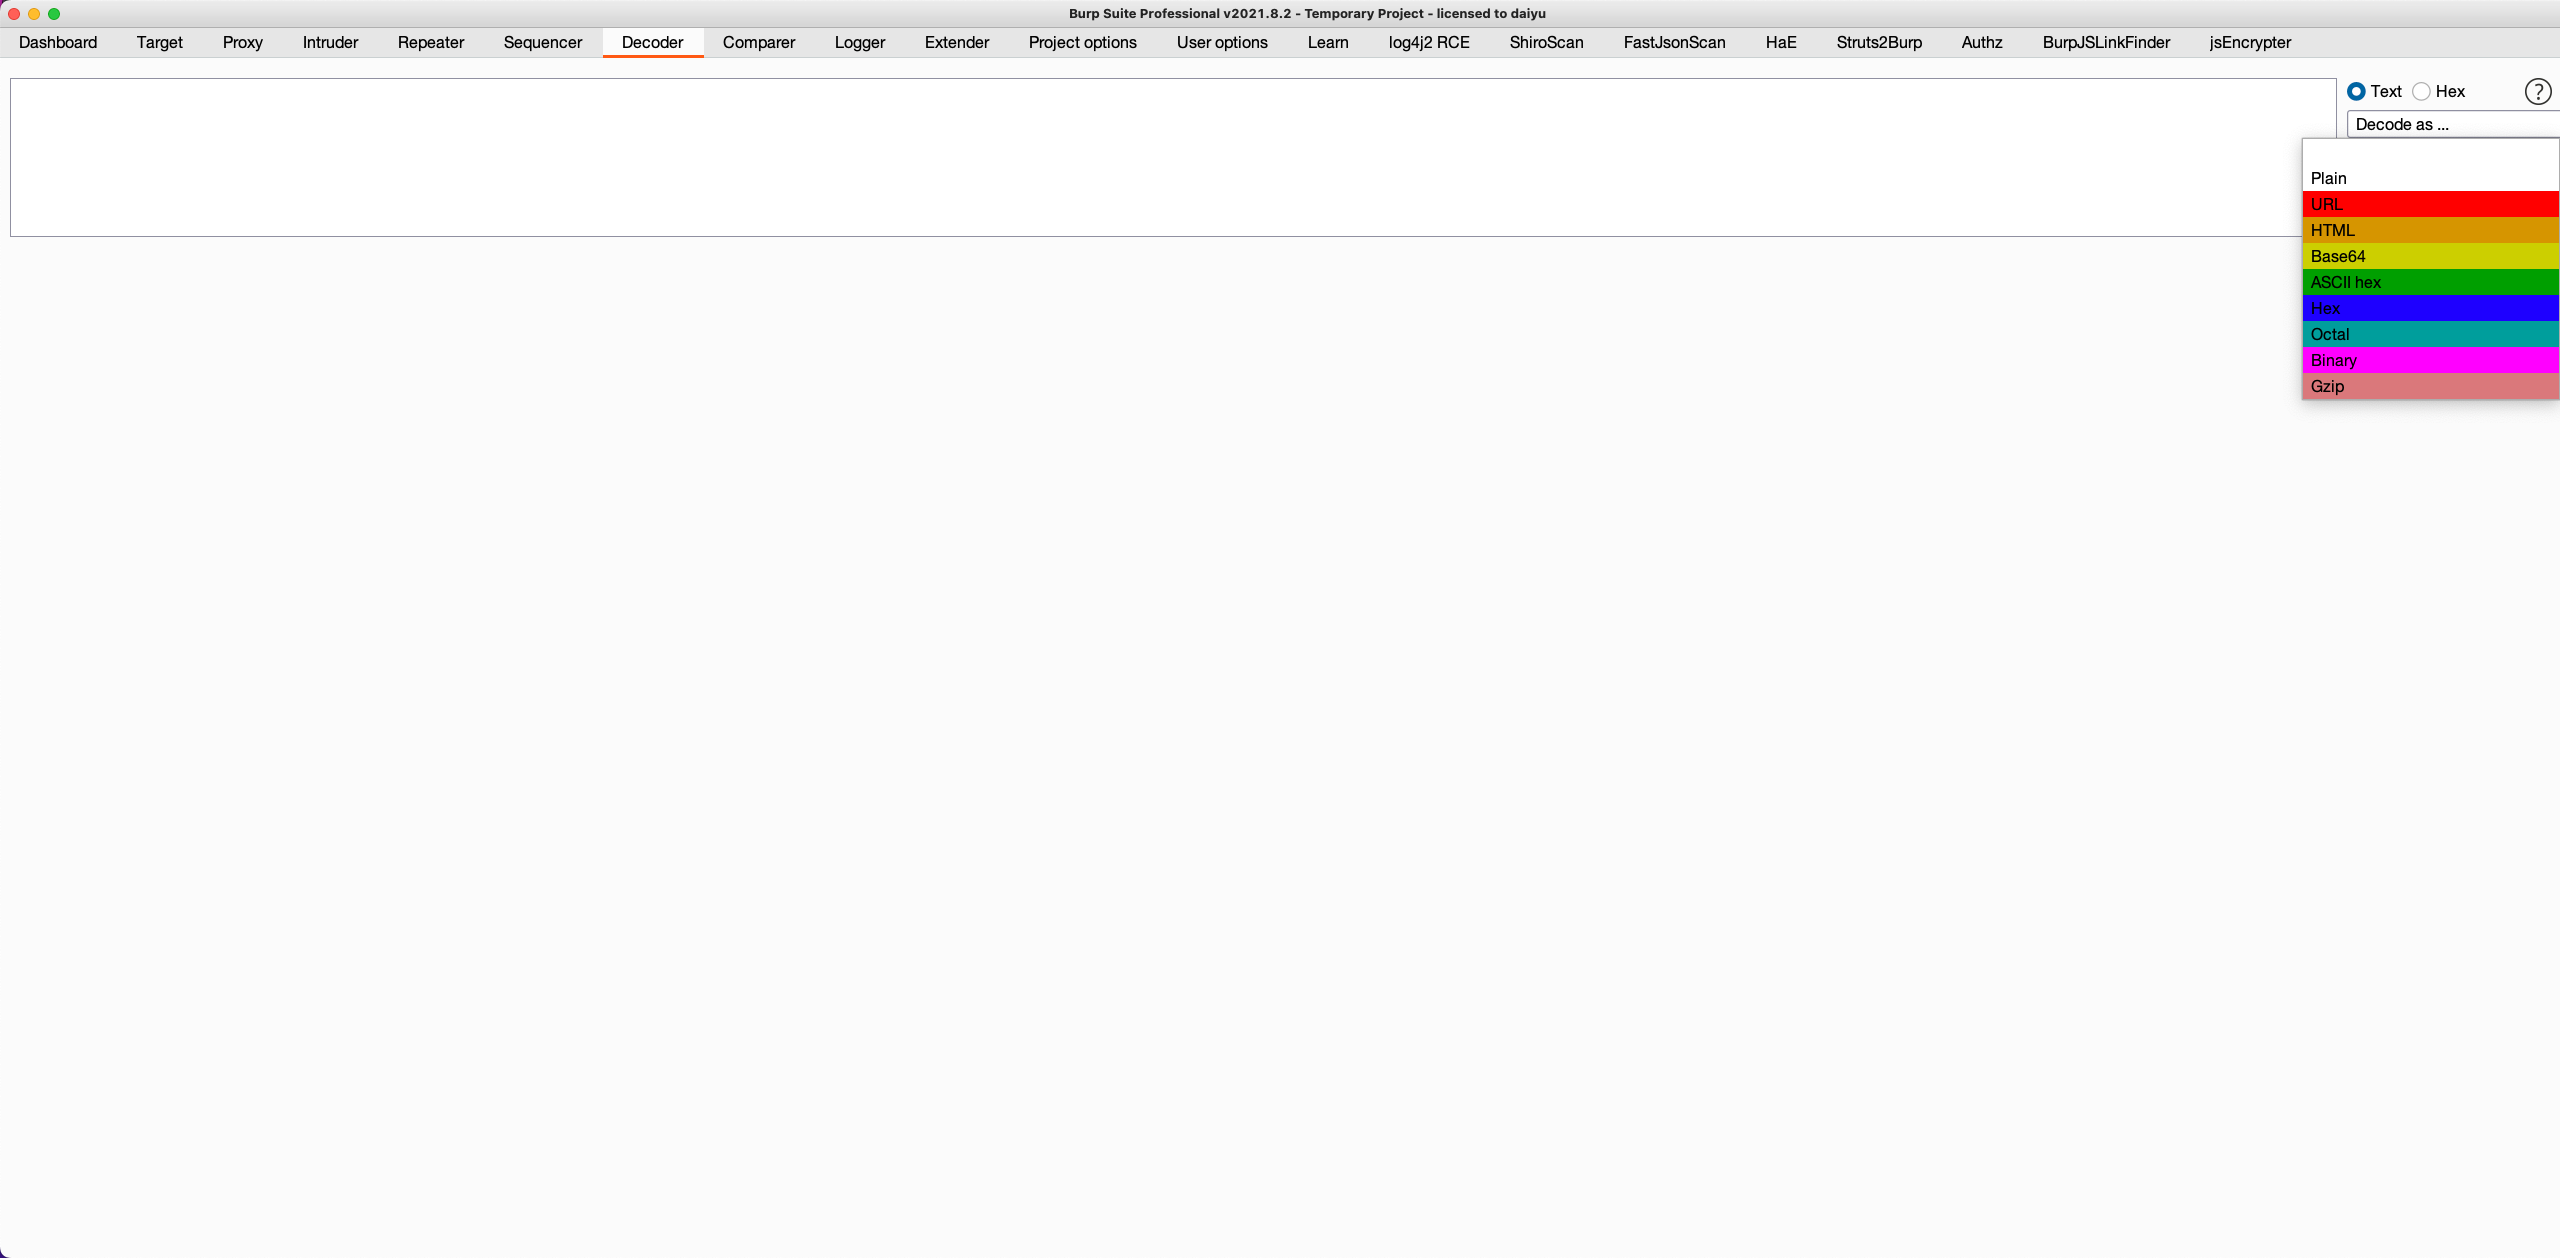 Burp Suite Professional v2021.8.2 - Temporary Project - licensed to daiyu
Dashboard Target Proxy Intruder Repeater Sequencer Decoder Comparer Logger Extender Project options User options Learn log4j2 RCE ShiroScan FastJsonScan HaE Struts2Burp Authz BurpJSLinkFinder jsEncrypter
Text Hex ?
Decode as ...
Plain
URL
HTML
Base64
ASCII hex
Hex
Octal
Binary
Gzip